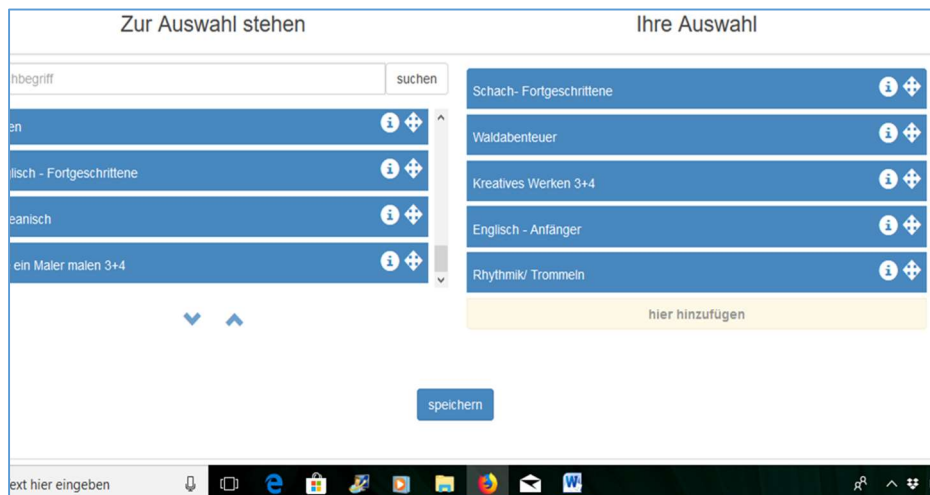 Zur Auswahl stehen
hbegriff
suchen
en
lisch - Fortgeschrittene
eanisch
ein Maler malen 3+4
Ihre Auswahl
Schach- Fortgeschrittene
Waldabenteuer
Kreatives Werken 3+4
Englisch - Anfänger
Rhythmik/ Trommeln
hier hinzufügen
speichern
ext hier eingeben